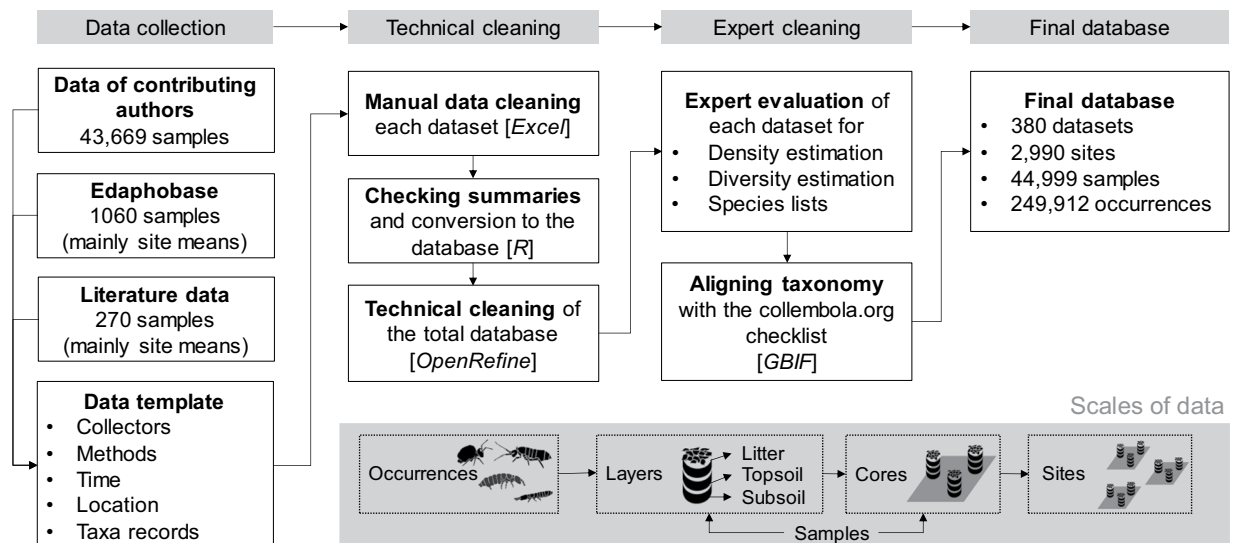 Data collection
Technical cleaning
Expert cleaning
Final database
Data of contributing
authors
43,669 samples
Edaphobase
1060 samples
(mainly site means)
Literature data
270 samples
(mainly site means)
Data template
• Collectors
• Methods
• Time
• Location
• Taxa records
Manual data cleaning
each dataset [Excel]
Checking summaries
and conversion to the
database [R]
Technical cleaning of
the total database
[OpenRefine]
Expert evaluation of
each dataset for
• Density estimation
• Diversity estimation
• Species lists
Aligning taxonomy
with the collembola.org
checklist
[GBIF]
Final database
• 380 datasets
• 2,990 sites
• 44,999 samples
• 249,912 occurrences
Scales of data
Occurrences
Layers
Litter
Topsoil
Subsoil
Cores
Sites
Samples